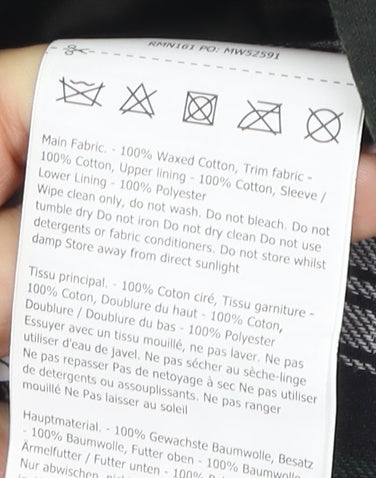 RMN161 PO: MW52591
Main Fabric. - 100% Waxed Cotton, Trim fabric -
100% Cotton, Upper lining - 100% Cotton, Sleeve /
Lower Lining - 100% Polyester
Wipe clean only, do not wash. Do not bleach. Do not
tumble dry Do not iron Do not dry clean Do not use
detergents or fabric conditioners. Do not store whilst
damp Store away from direct sunlight
Tissu principal. - 100% Coton ciré, Tissu garniture -
100% Coton, Doublure du haut - 100% Coton,
Doublure / Doublure du bas - 100% Polyester
Essuyer avec un tissu mouillé, ne pas laver. Ne pas
utiliser d'eau de javel. Ne pas sécher au sèche-linge
Ne pas repasser Pas de netoyage à sec Ne pas utiliser
de detergents ou assouplissants. Ne pas ranger
mouillé Ne Pas laisser au soleil
Hauptmaterial. - 100% Gewachste Baumwolle, Besatz
- 100% Baumwolle, Futter oben - 100% Baumwolle
Ärmelfutter / Futter unten - 100%
Nur abwischen,